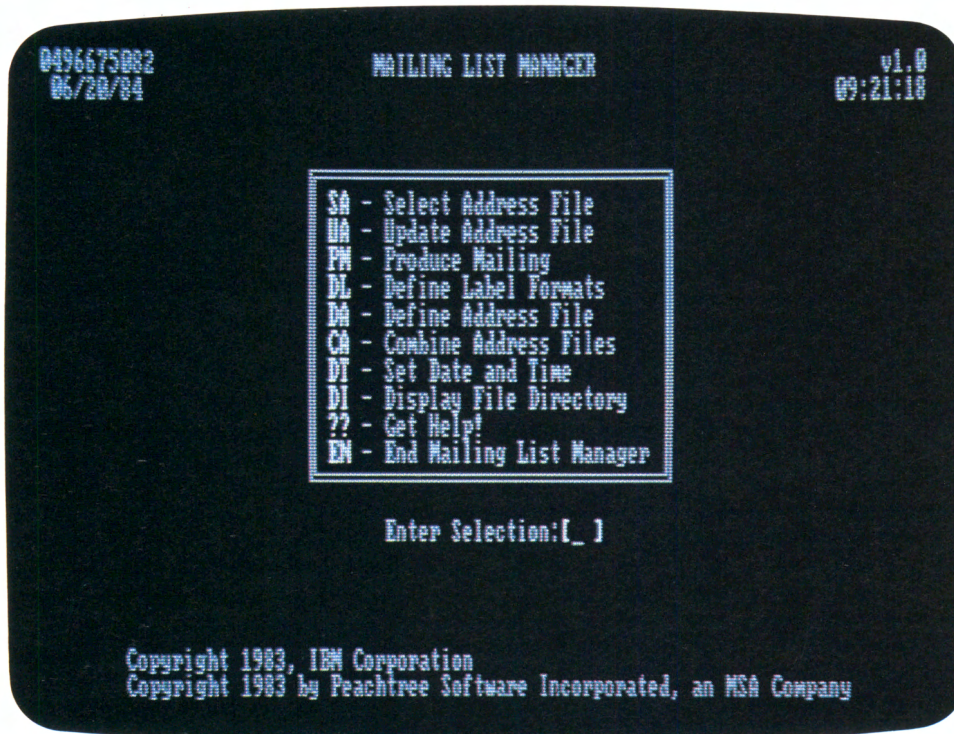 0496675082 MAILING LIST MANAGER v1.0
06/20/84 09:21:18
SA - Select Address File
UA - Update Address File
PM - Produce Mailing
DL - Define Label Formats
DA - Define Address File
CA - Combine Address Files
DT - Set Date and Time
DI - Display File Directory
?? - Get Help!
EN - End Mailing List Manager
Enter Selection:[_ ]
Copyright 1983, IBM Corporation
Copyright 1983 by Peachtree Software Incorporated, an MSA Company